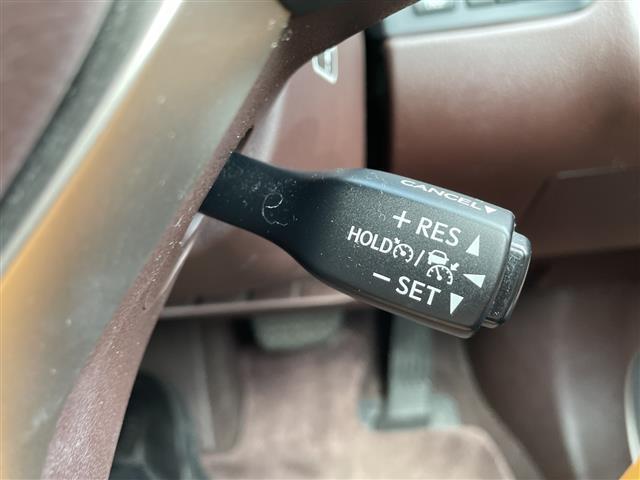 CANCEL▼
+ RES ▲
HOLD /
− SET ▼